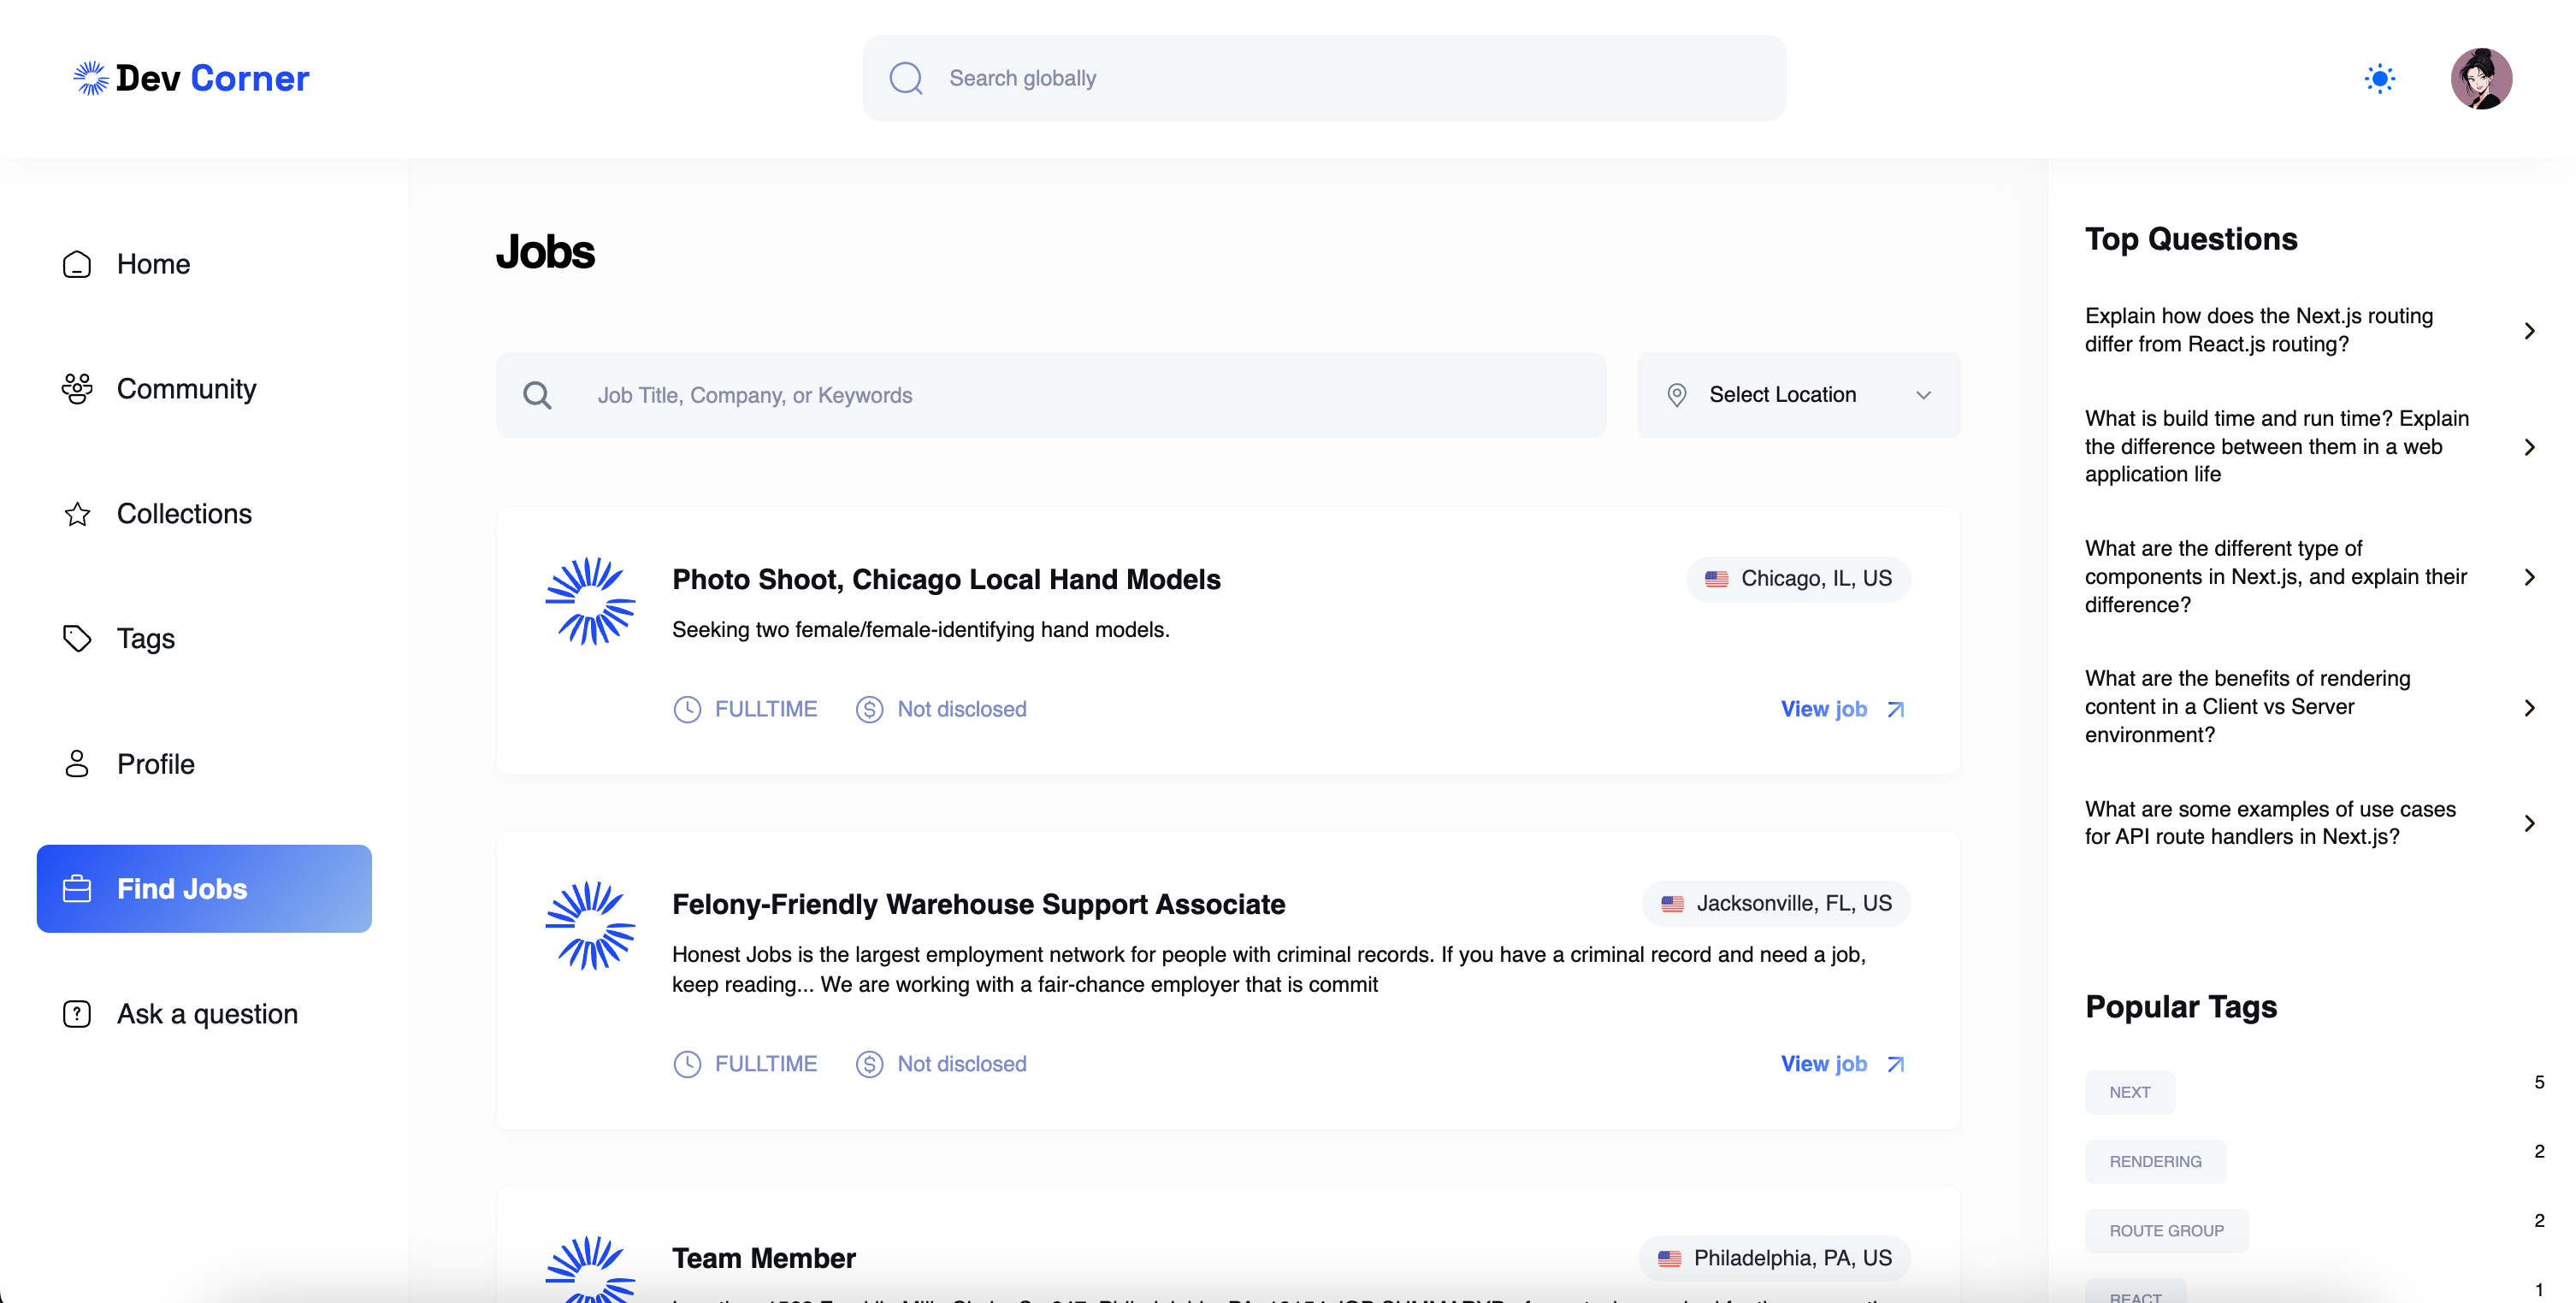 Dev Corner
Search globally
Home
Community
Collections
Tags
Profile
Find Jobs
Ask a question
Jobs
Job Title, Company, or Keywords
Select Location
Photo Shoot, Chicago Local Hand Models
Chicago, IL, US
Seeking two female/female-identifying hand models.
FULLTIME
Not disclosed
View job
Felony-Friendly Warehouse Support Associate
Jacksonville, FL, US
Honest Jobs is the largest employment network for people with criminal records. If you have a criminal record and need a job,
keep reading... We are working with a fair-chance employer that is commit
FULLTIME
Not disclosed
View job
Team Member
Philadelphia, PA, US
Top Questions
Explain how does the Next.js routing
differ from React.js routing?
What is build time and run time? Explain
the difference between them in a web
application life
What are the different type of
components in Next.js, and explain their
difference?
What are the benefits of rendering
content in a Client vs Server
environment?
What are some examples of use cases
for API route handlers in Next.js?
Popular Tags
NEXT 5
RENDERING 2
ROUTE GROUP 2
REACT 1